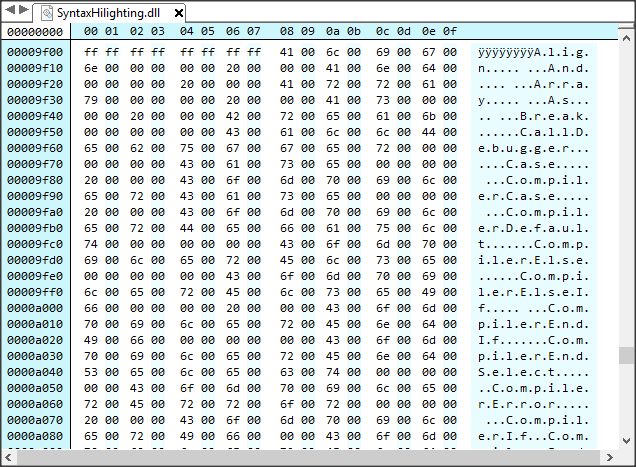 SyntaxHilighting.dll
00000000 00 01 02 03 04 05 06 07 08 09 0a 0b 0c 0d 0e 0f
00009f00 ff ff ff ff ff ff ff ff 41 00 6c 00 69 00 67 00 ÿÿÿÿÿÿÿÿA.l.i.g.
00009f10 6e 00 00 00 00 00 20 00 00 00 41 00 6e 00 64 00 n..... ...A.n.d.
00009f20 00 00 00 00 20 00 00 00 41 00 72 00 72 00 61 00 .... ...A.r.r.a.
00009f30 79 00 00 00 00 00 20 00 00 00 41 00 73 00 00 00 y..... ...A.s...
00009f40 00 00 20 00 00 00 42 00 72 00 65 00 61 00 6b 00 .. ...B.r.e.a.k.
00009f50 00 00 00 00 00 00 43 00 61 00 6c 00 6c 00 44 00 ......C.a.l.l.D.
00009f60 65 00 62 00 75 00 67 00 67 00 65 00 72 00 00 00 e.b.u.g.g.e.r...
00009f70 00 00 00 00 43 00 61 00 73 00 65 00 00 00 00 00 ....C.a.s.e.....
00009f80 20 00 00 00 43 00 6f 00 6d 00 70 00 69 00 6c 00 ...C.o.m.p.i.l.
00009f90 65 00 72 00 43 00 61 00 73 00 65 00 00 00 00 00 e.r.C.a.s.e.....
00009fa0 20 00 00 00 43 00 6f 00 6d 00 70 00 69 00 6c 00 ...C.o.m.p.i.l.
00009fb0 65 00 72 00 44 00 65 00 66 00 61 00 75 00 6c 00 e.r.D.e.f.a.u.l.
00009fc0 74 00 00 00 00 00 00 00 43 00 6f 00 6d 00 70 00 t.......C.o.m.p.
00009fd0 69 00 6c 00 65 00 72 00 45 00 6c 00 73 00 65 00 i.l.e.r.E.l.s.e.
00009fe0 00 00 00 00 00 00 43 00 6f 00 6d 00 70 00 69 00 ......C.o.m.p.i.
00009ff0 6c 00 65 00 72 00 45 00 6c 00 73 00 65 00 49 00 l.e.r.E.l.s.e.I.
0000a000 66 00 00 00 00 00 20 00 00 00 43 00 6f 00 6d 00 f..... ...C.o.m.
0000a010 70 00 69 00 6c 00 65 00 72 00 45 00 6e 00 64 00 p.i.l.e.r.E.n.d.
0000a020 49 00 66 00 00 00 00 00 00 00 43 00 6f 00 6d 00 I.f.......C.o.m.
0000a030 70 00 69 00 6c 00 65 00 72 00 45 00 6e 00 64 00 p.i.l.e.r.E.n.d.
0000a040 53 00 65 00 6c 00 65 00 63 00 74 00 00 00 00 00 S.e.l.e.c.t.....
0000a050 00 00 43 00 6f 00 6d 00 70 00 69 00 6c 00 65 00 ..C.o.m.p.i.l.e.
0000a060 72 00 45 00 72 00 72 00 6f 00 72 00 00 00 00 00 r.E.r.r.o.r.....
0000a070 20 00 00 00 43 00 6f 00 6d 00 70 00 69 00 6c 00 ...C.o.m.p.i.l.
0000a080 65 00 72 00 49 00 66 00 00 00 43 00 6f 00 6d 00 e.r.I.f...C.o.m.